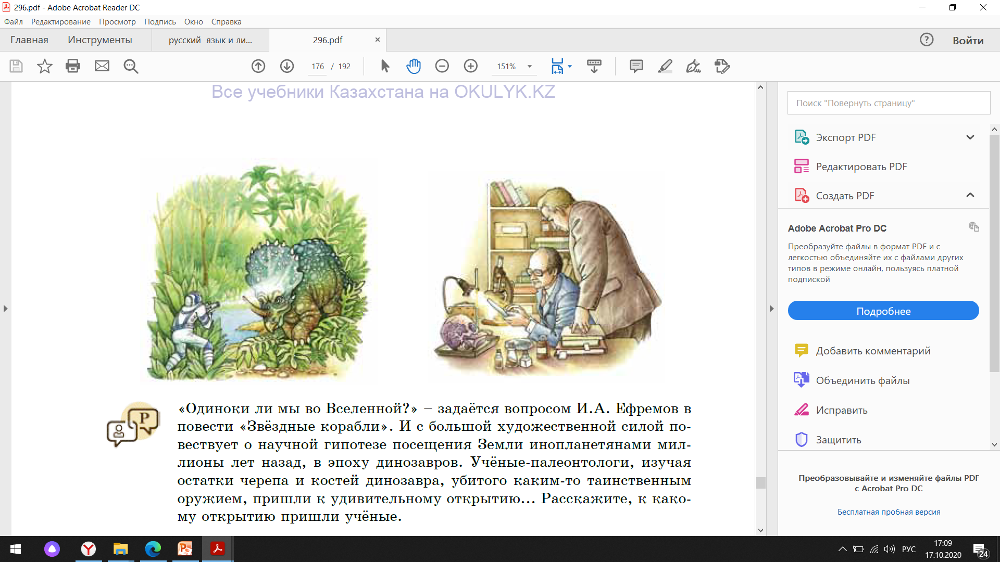 296.pdf - Adobe Acrobat Reader DC
Файл Редактирование Просмотр Подпись Окно Справка
Главная Инструменты русский язык и ли... 296.pdf × ? Войти
176 / 192 151%
Все учебники Казахстана на OKULYK.KZ
«Одиноки ли мы во Вселенной?» – задаётся вопросом И.А. Ефремов в
повести «Звёздные корабли». И с большой художественной силой по-
вествует о научной гипотезе посещения Земли инопланетянами мил-
лионы лет назад, в эпоху динозавров. Учёные-палеонтологи, изучая
остатки черепа и костей динозавра, убитого каким-то таинственным
оружием, пришли к удивительному открытию... Расскажите, к како-
му открытию пришли учёные.
Р
Поиск "Повернуть страницу"
Экспорт PDF
Редактировать PDF
Создать PDF
Adobe Acrobat Pro DC
Преобразуйте файлы в формат PDF и с
легкостью объединяйте их с файлами других
типов в режиме онлайн, пользуясь платной
подпиской
Подробнее
Добавить комментарий
Объединить файлы
Исправить
Защитить
Преобразовывайте и изменяйте файлы PDF
с Acrobat Pro DC
Бесплатная пробная версия
РУС
17:09
17.10.2020
24